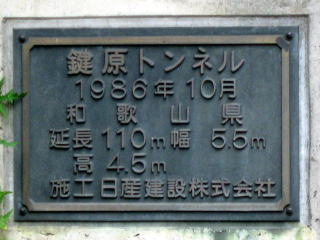 鍵原トンネル
1986年10月
和歌山県
延長110m幅5.5m
高4.5m
施工日産建設株式会社